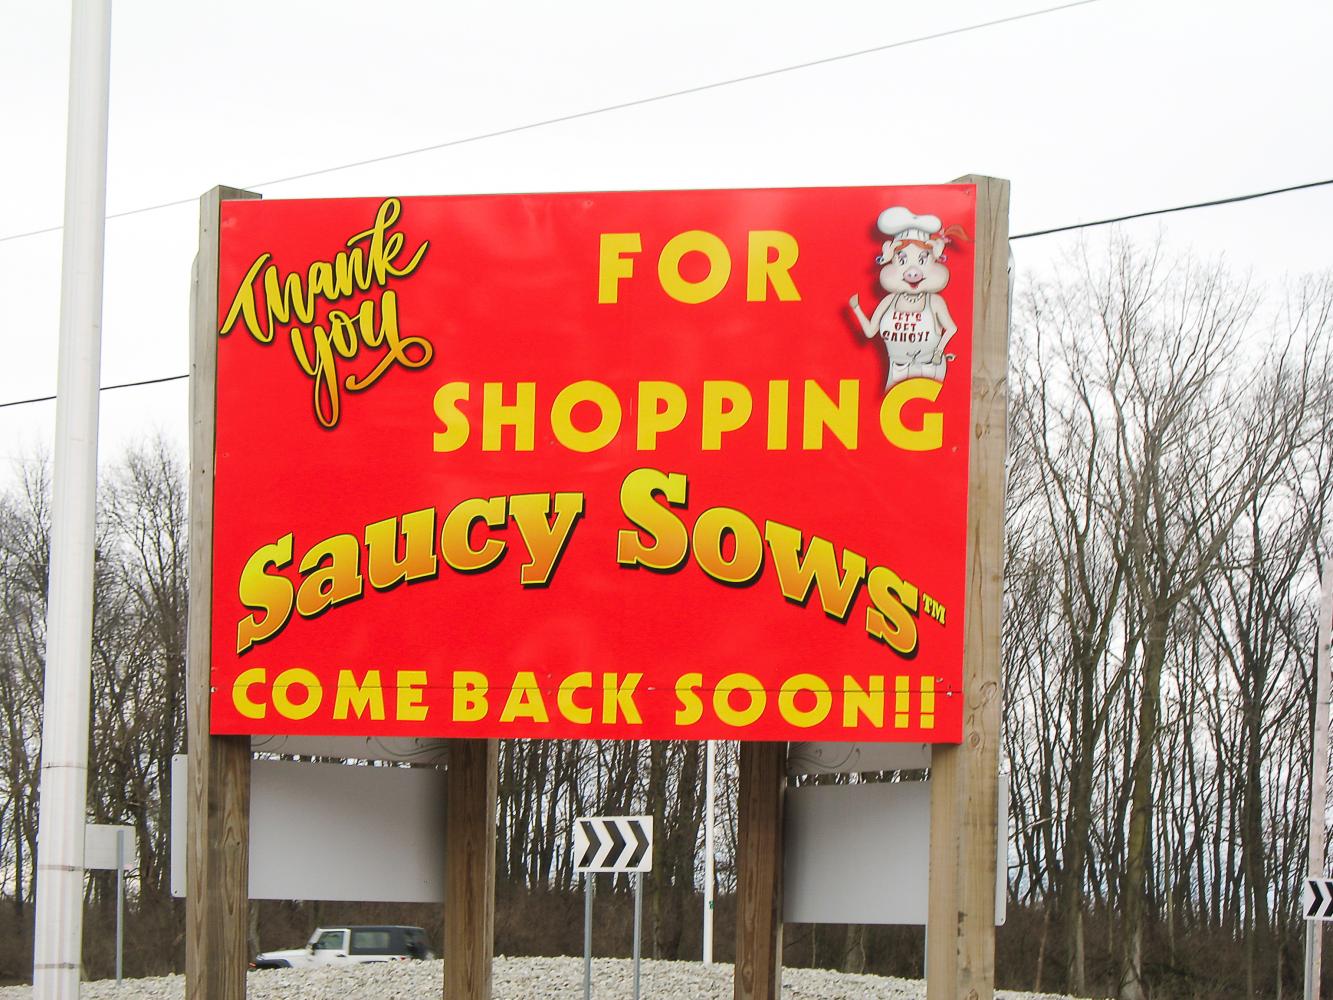 Thank
you
FOR
LET'S
GET
SAUCY!
SHOPPING
Saucy Sows™
COME BACK SOON!!